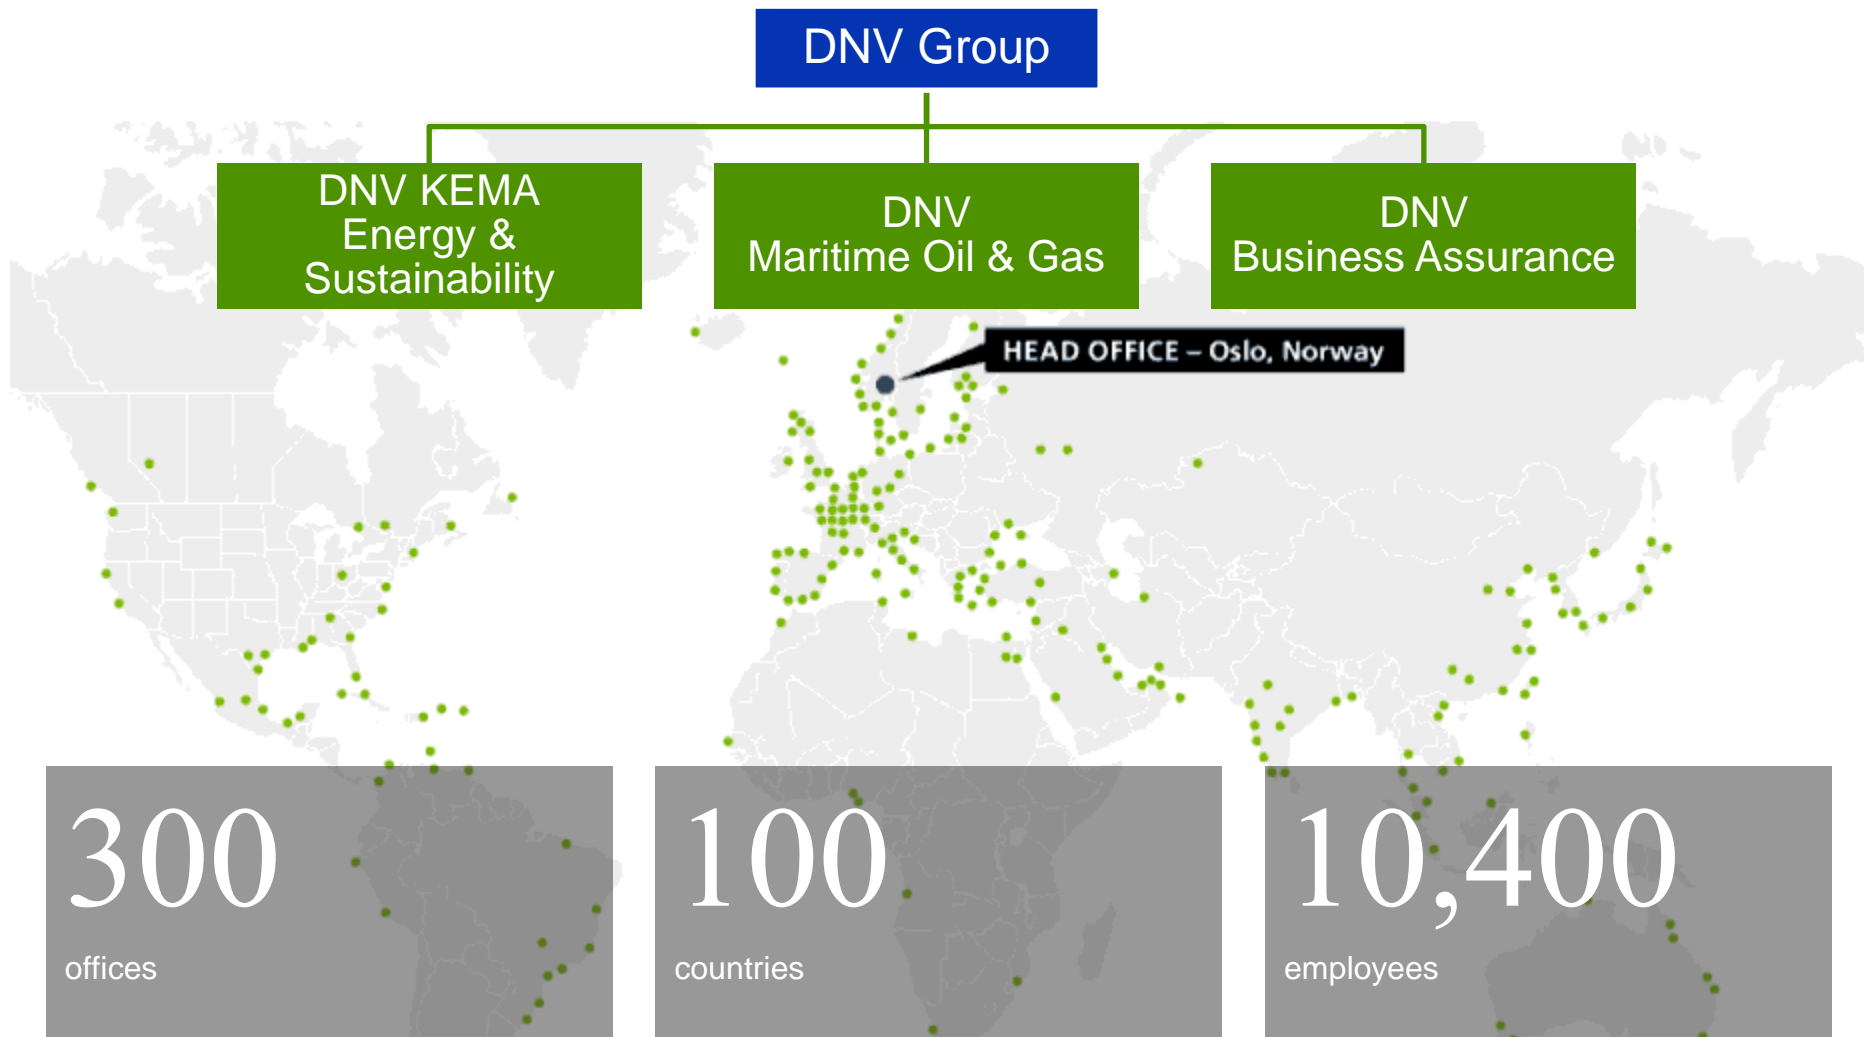 DNV Group
DNV KEMA
Energy &
Sustainability
DNV
Maritime Oil & Gas
DNV
Business Assurance
HEAD OFFICE – Oslo, Norway
300
offices
100
countries
10,400
employees